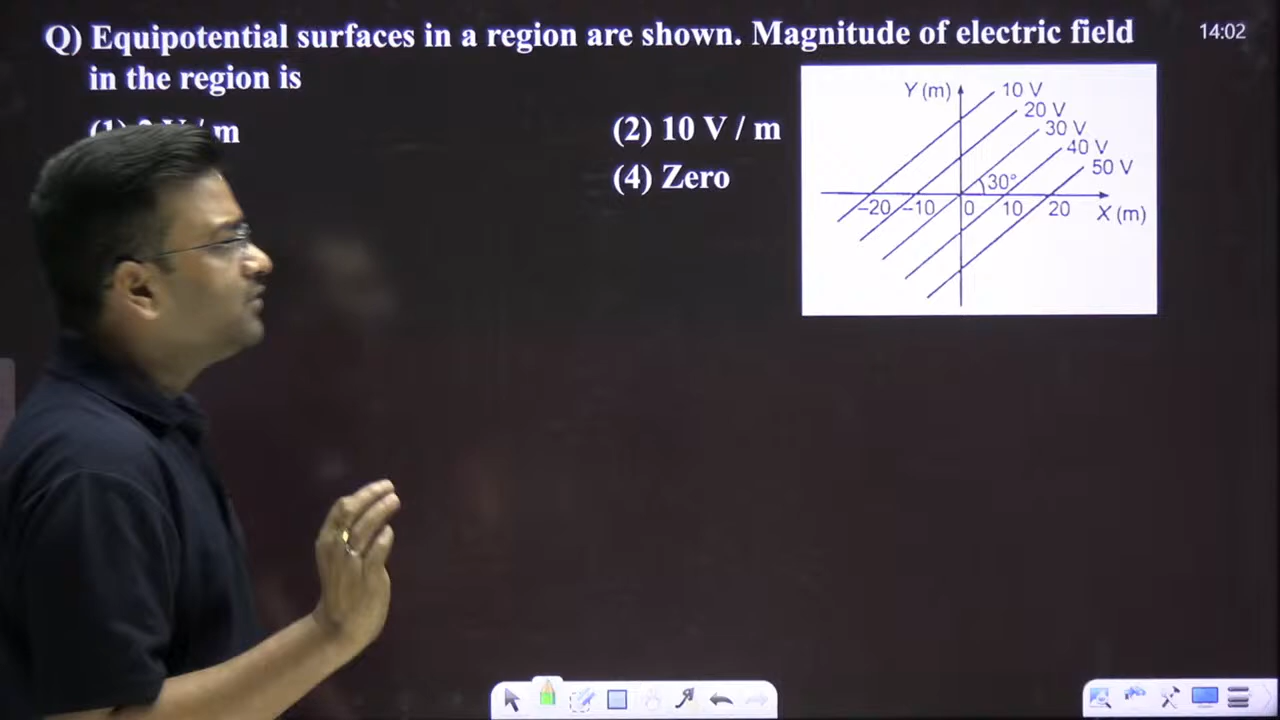 Q) Equipotential surfaces in a region are shown. Magnitude of electric field
14:02
in the region is
m
(2) 10 V / m
(4) Zero
Y (m)
10 V
20 V
30 V
40 V
50 V
30°
–20
–10
0
10
20
X (m)